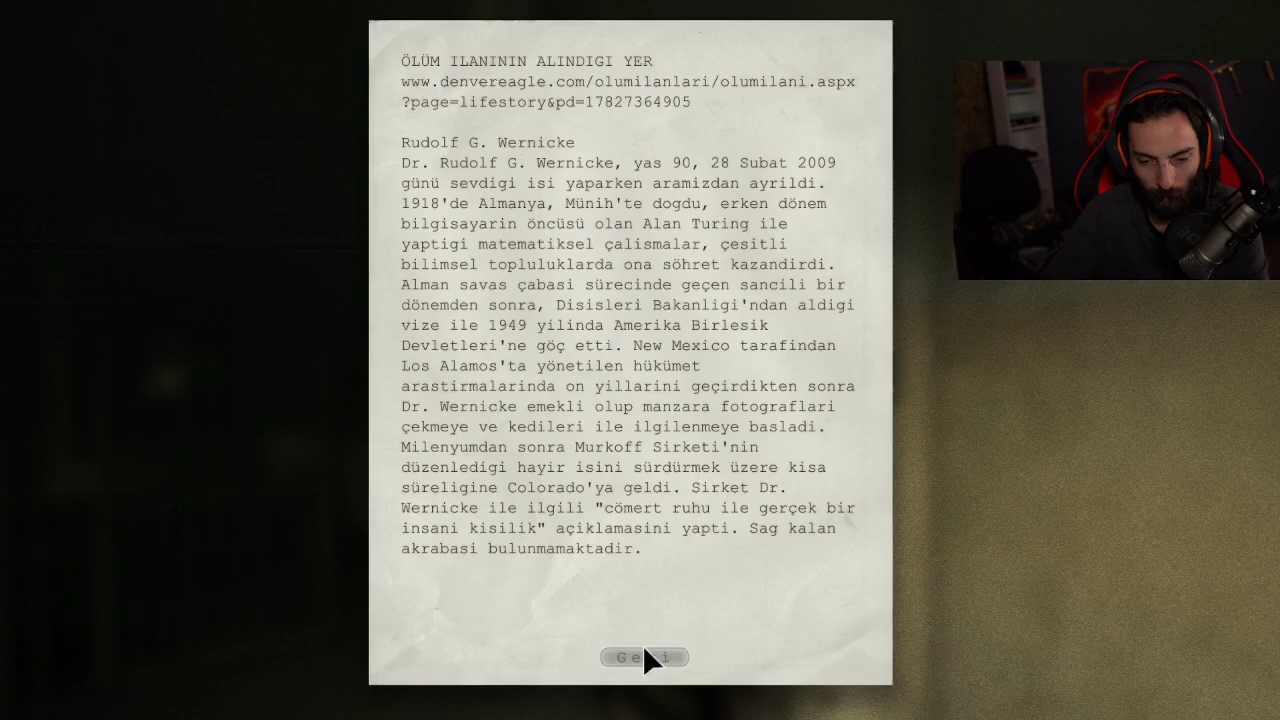 ÖLÜM ILANININ ALINDIGI YER
www.denvereagle.com/olumilanlari/olumilani.aspx
?page=lifestory&pd=17827364905
Rudolf G. Wernicke
Dr. Rudolf G. Wernicke, yas 90, 28 Subat 2009
günü sevdigi isi yaparken aramizdan ayrildi.
1918'de Almanya, Münih'te dogdu, erken dönem
bilgisayarin öncüsü olan Alan Turing ile
yaptigi matematiksel çalismalar, çesitli
bilimsel topluluklarda ona söhret kazandirdi.
Alman savas çabasi sürecinde geçen sancili bir
dönemden sonra, Disisleri Bakanligi'ndan aldigi
vize ile 1949 yilinda Amerika Birlesik
Devletleri'ne göç etti. New Mexico tarafindan
Los Alamos'ta yönetilen hükümet
arastirmalarinda on yillarini geçirdikten sonra
Dr. Wernicke emekli olup manzara fotograflari
çekmeye ve kedileri ile ilgilenmeye basladi.
Milenyumdan sonra Murkoff Sirketi'nin
düzenledigi hayir isini sürdürmek üzere kisa
süreligine Colorado'ya geldi. Sirket Dr.
Wernicke ile ilgili "cömert ruhu ile gerçek bir
insani kisilik" açiklamasini yapti. Sag kalan
akrabasi bulunmamaktadir.